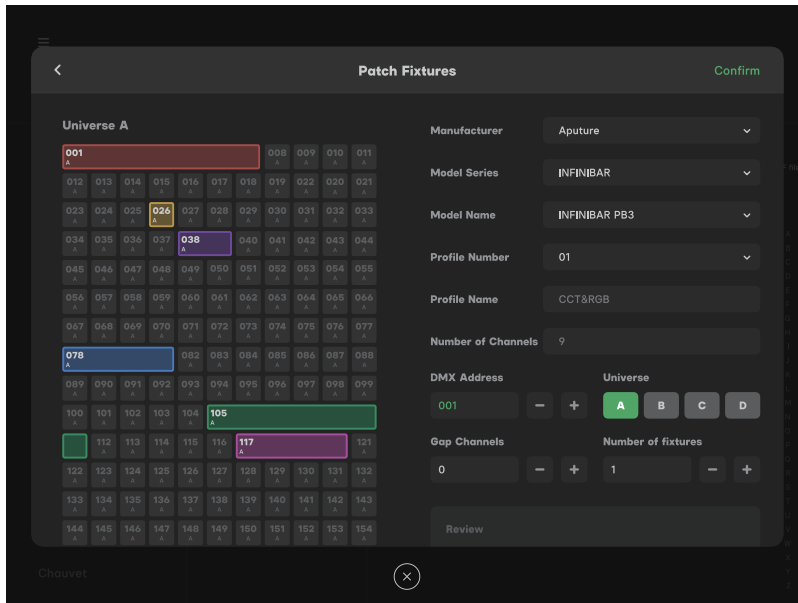 Patch Fixtures
Confirm
Universe A
001 008 009 010 011
A A A A A
012 013 014 015 016 017 018 019 022 020 021
A A A A A A A A A A A
023 024 025 026 027 028 029 030 031 032 033
A A A A A A A A A A A
034 035 036 037 038 040 041 042 043 044
A A A A A A A A A A
045 046 047 048 049 050 051 052 053 054 055
A A A A A A A A A A A
056 057 058 059 060 061 062 063 064 065 066
A A A A A A A A A A A
067 068 069 070 071 072 073 074 075 076 077
A A A A A A A A A A A
078 082 083 084 085 086 087 088
A A A A A A A A
089 090 091 092 093 094 095 096 097 098 099
A A A A A A A A A A A
100 101 102 103 104 105
A A A A A A
112 113 114 115 116 117 121
A A A A A A A
122 123 124 125 126 127 128 129 130 131 132
A A A A A A A A A A A
133 134 135 136 137 138 139 140 141 142 143
A A A A A A A A A A A
144 145 146 147 148 149 150 151 152 153 154
A A A A A A A A A A A
Manufacturer Aputure
Model Series INFINIBAR
Model Name INFINIBAR PB3
Profile Number 01
Profile Name CCT&RGB
Number of Channels 9
DMX Address Universe
001 − + A B C D
Gap Channels Number of fixtures
0 − + 1 − +
Review
Chauvet